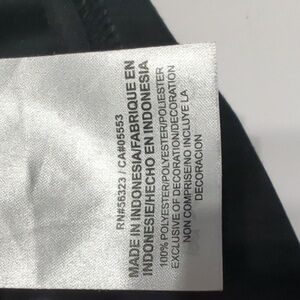 RN#56323 / CA#05553
MADE IN INDONESIA/FABRIQUE EN
INDONESIE/HECHO EN INDONESIA
100% POLYESTER/POLYESTER/POLIESTER
EXCLUSIVE OF DECORATION/DECORATION
NON COMPRISE/NO INCLUYE LA
DECORACION